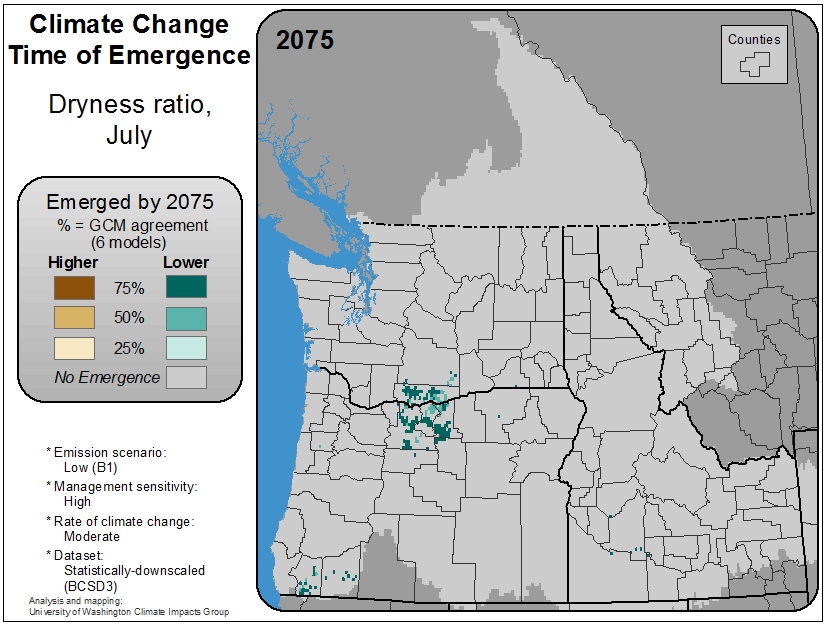 Climate Change
Time of Emergence
Dryness ratio,
July
Emerged by 2075
% = GCM agreement
(6 models)
Higher Lower
75%
50%
25%
No Emergence
* Emission scenario:
Low (B1)
* Management sensitivity:
High
* Rate of climate change:
Moderate
* Dataset:
Statistically-downscaled
(BCSD3)
Analysis and mapping:
University of Washington Climate Impacts Group
2075
Counties